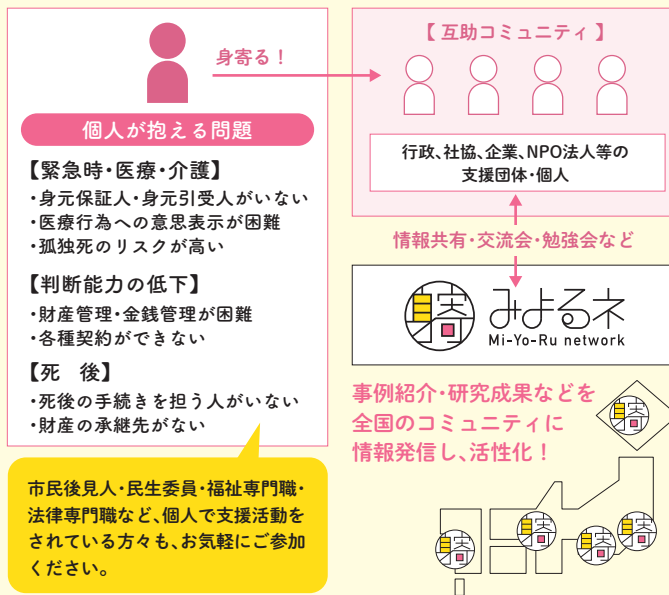 身寄る！
個人が抱える問題
【緊急時・医療・介護】
・身元保証人・身元引受人がいない
・医療行為への意思表示が困難
・孤独死のリスクが高い
【判断能力の低下】
・財産管理・金銭管理が困難
・各種契約ができない
【死　後】
・死後の手続きを担う人がいない
・財産の承継先がない
市民後見人・民生委員・福祉専門職・
法律専門職など、個人で支援活動を
されている方々も、お気軽にご参加
ください。
【 互助コミュニティ 】
行政、社協、企業、NPO法人等の
支援団体・個人
情報共有・交流会・勉強会など
身寄
みよるネ
Mi-Yo-Ru network
事例紹介・研究成果などを
全国のコミュニティに
情報発信し、活性化！
身寄
身寄
身寄
身寄
身寄